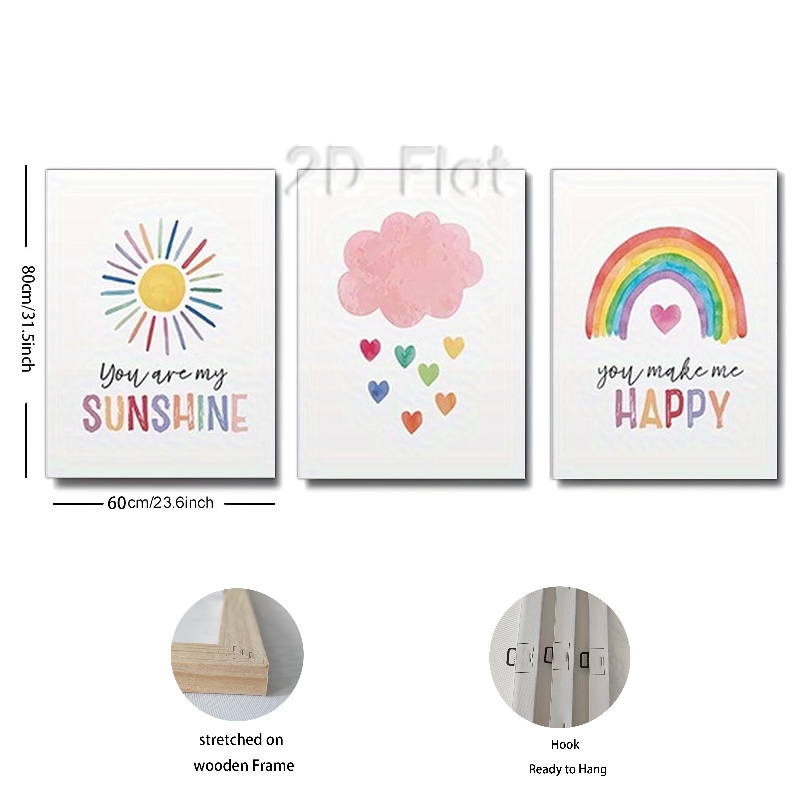 2D Flat
80cm/31.5inch
You are my
SUNSHINE
you make me
HAPPY
60cm/23.6inch
stretched on
wooden Frame
Hook
Ready to Hang